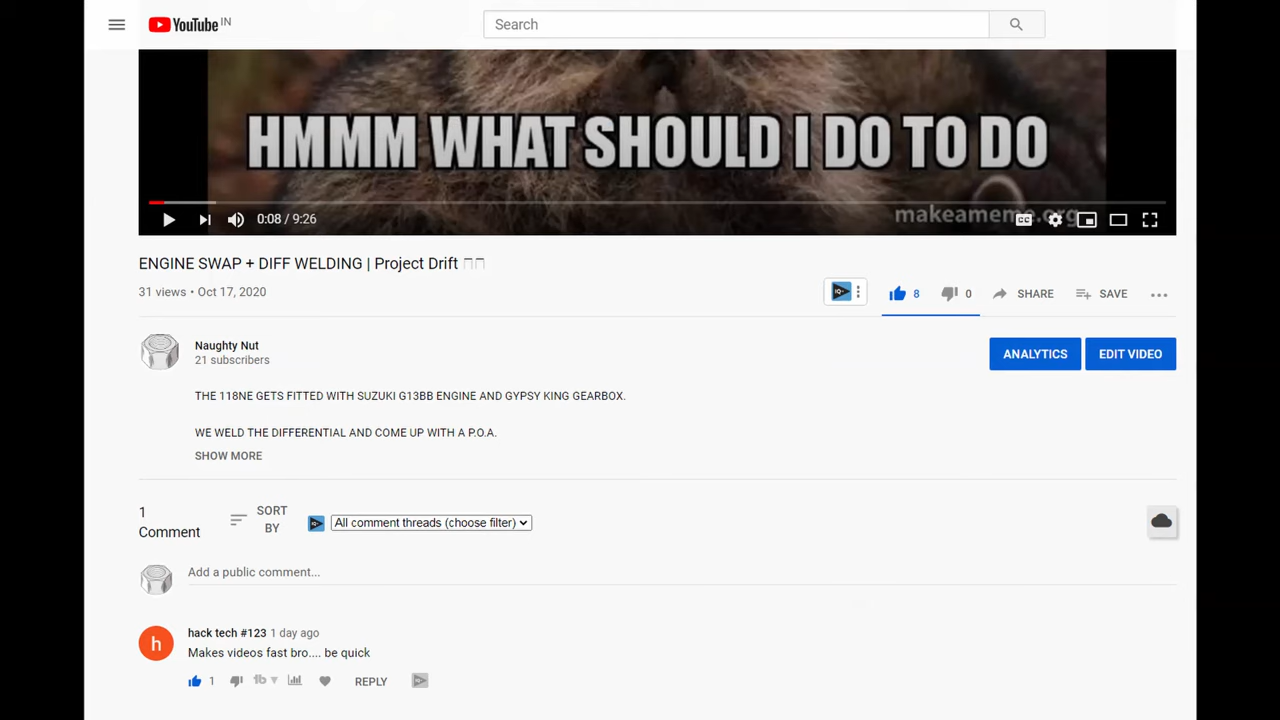 YouTube IN
Search
HMMM WHAT SHOULD I DO TO DO
makeameme.org
0:08 / 9:26
CC
ENGINE SWAP + DIFF WELDING | Project Drift
31 views • Oct 17, 2020
IQ
8
0
SHARE
SAVE
Naughty Nut
21 subscribers
ANALYTICS
EDIT VIDEO
THE 118NE GETS FITTED WITH SUZUKI G13BB ENGINE AND GYPSY KING GEARBOX.
WE WELD THE DIFFERENTIAL AND COME UP WITH A P.O.A.
SHOW MORE
1
Comment
SORT
BY
IQ
All comment threads (choose filter)
Add a public comment...
h
hack tech #123 1 day ago
Makes videos fast bro.... be quick
1
tb
REPLY